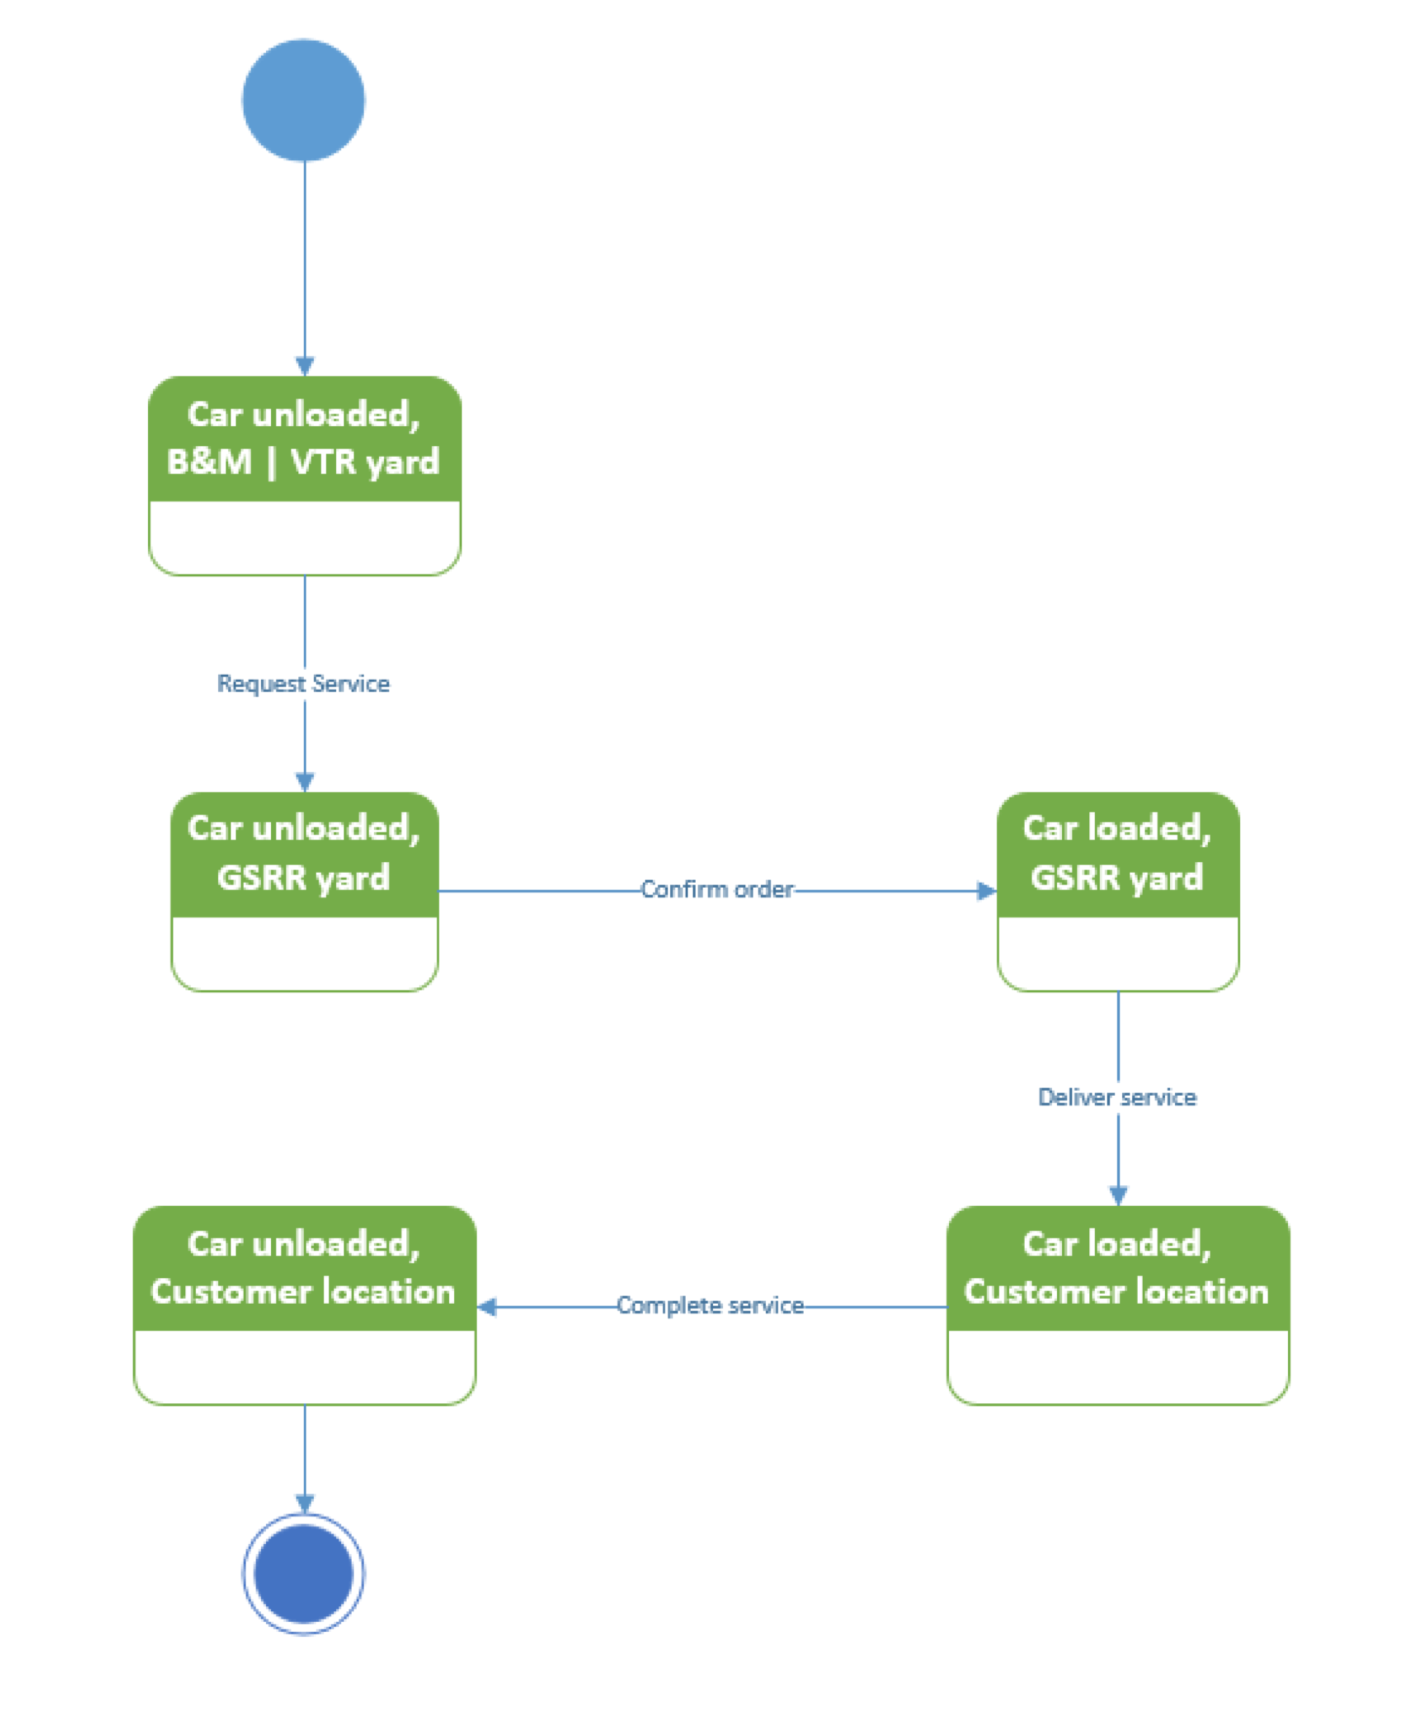 Car unloaded,
B&M | VTR yard
Request Service
Car unloaded,
GSRR yard
Confirm order
Car loaded,
GSRR yard
Deliver service
Car loaded,
Customer location
Complete service
Car unloaded,
Customer location